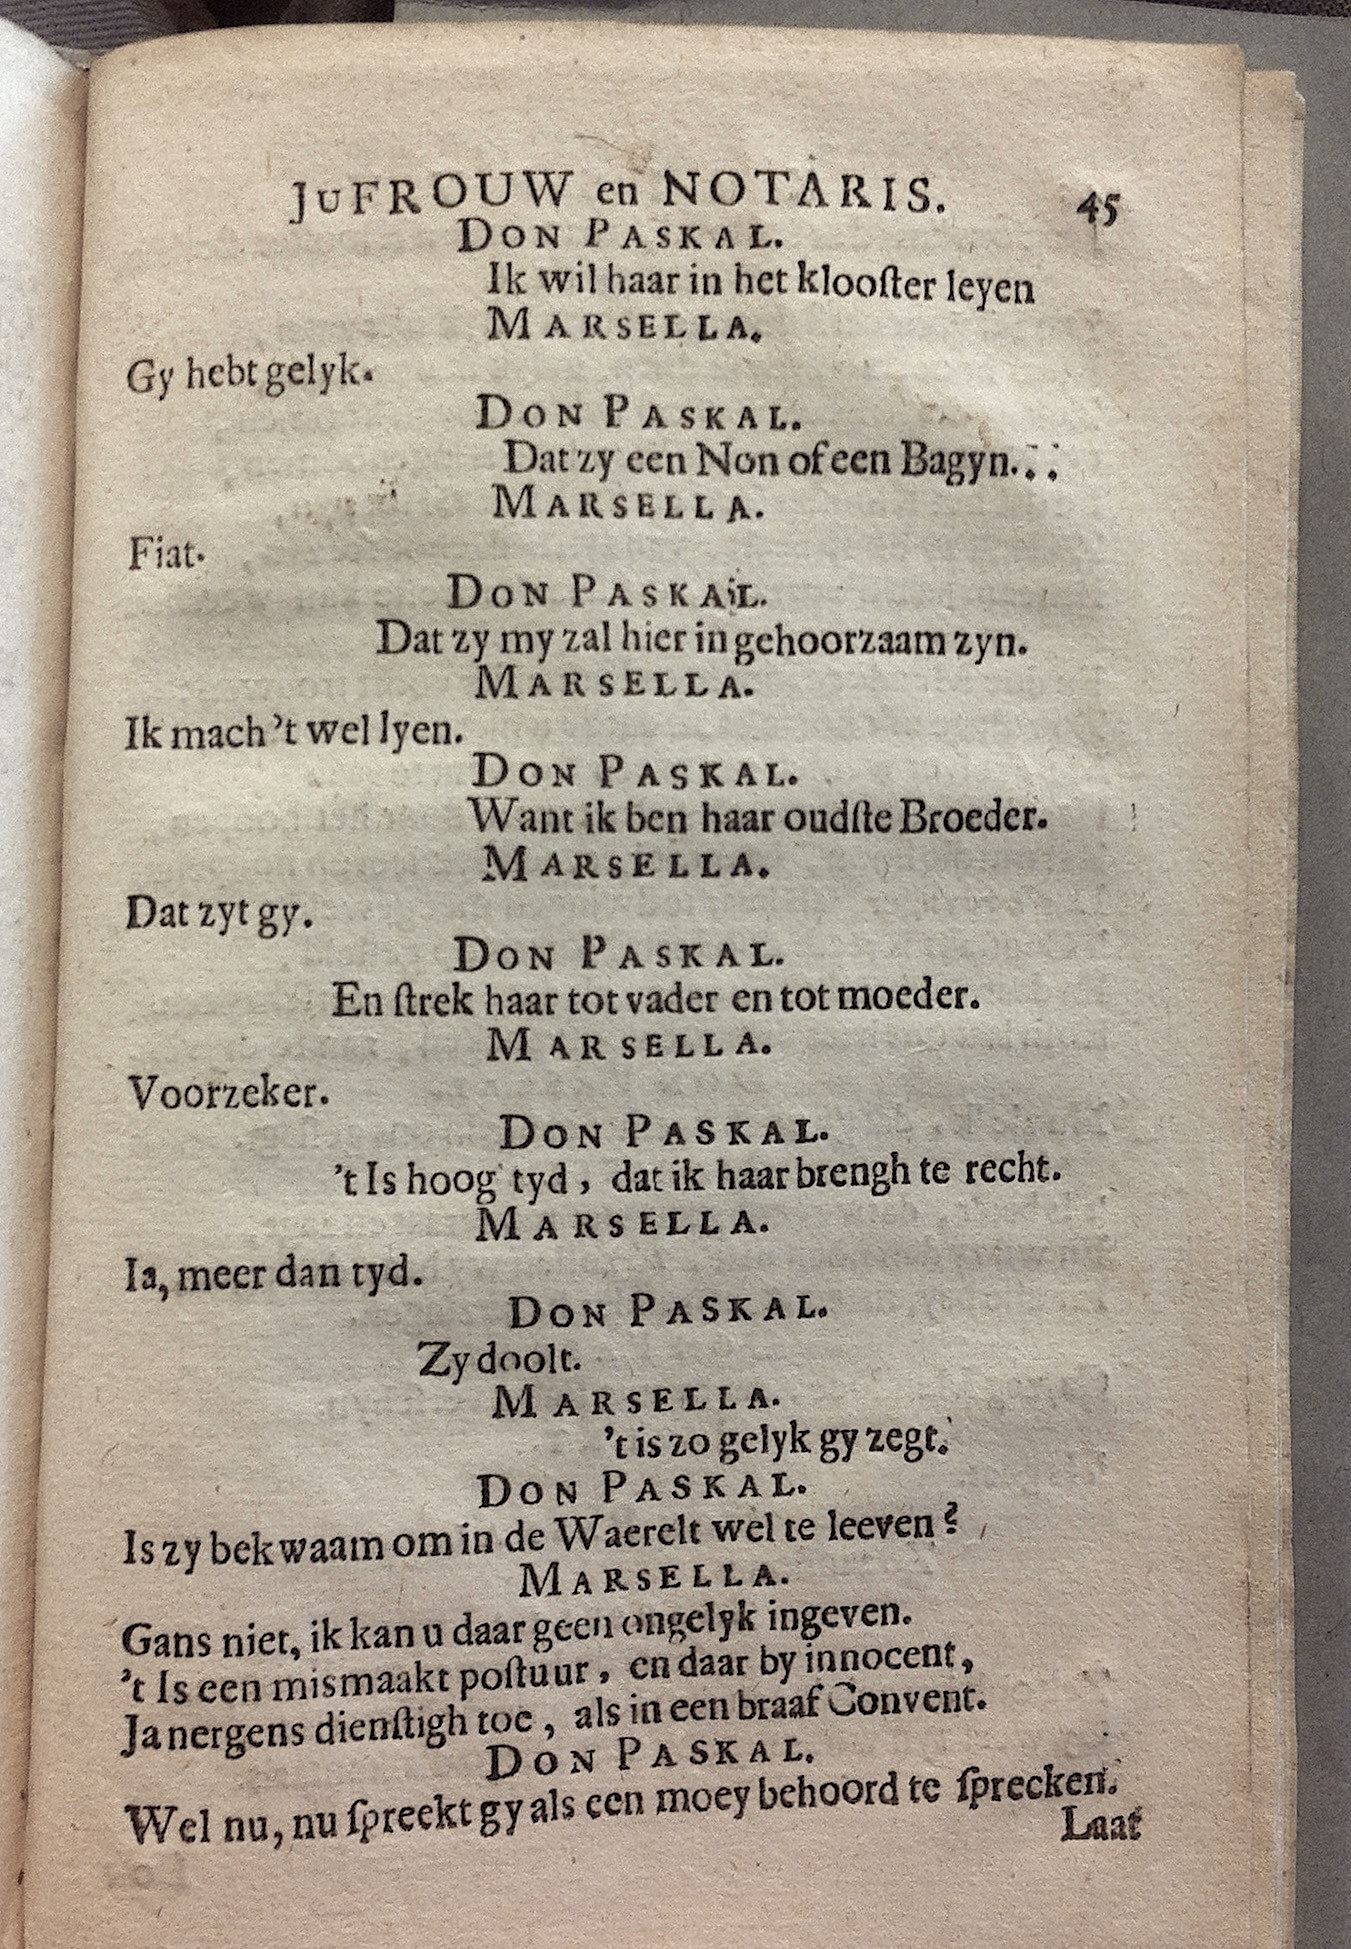 JuFROUW en NOTARIS. 45
DON PASKAL.
Ik wil haar in het klooſter leyen
MARSELLA.
Gy hebt gelyk.
DON PASKAL.
Dat zy een Non of een Bagyn...
MARSELLA.
Fiat.
DON PASKAL.
Dat zy my zal hier in gehoorzaam zyn.
MARSELLA.
Ik mach 't wel lyen.
DON PASKAL.
Want ik ben haar oudſte Broeder.
MARSELLA.
Dat zyt gy.
DON PASKAL.
En ſtrek haar tot vader en tot moeder.
MARSELLA.
Voorzeker.
DON PASKAL.
't Is hoog tyd, dat ik haar brengh te recht.
MARSELLA.
Ia, meer dan tyd.
DON PASKAL.
Zy doolt.
MARSELLA.
't is zo gelyk gy zegt.
DON PASKAL.
Is zy bekwaam om in de Waerelt wel te leeven?
MARSELLA.
Gans niet, ik kan u daar geen ongelyk ingeven.
't Is een mismaakt poſtuur, en daar by innocent,
Ja nergens dienſtigh toe, als in een braaf Convent.
DON PASKAL.
Wel nu, nu ſpreekt gy als een moey behoord te ſprecken.
Laat